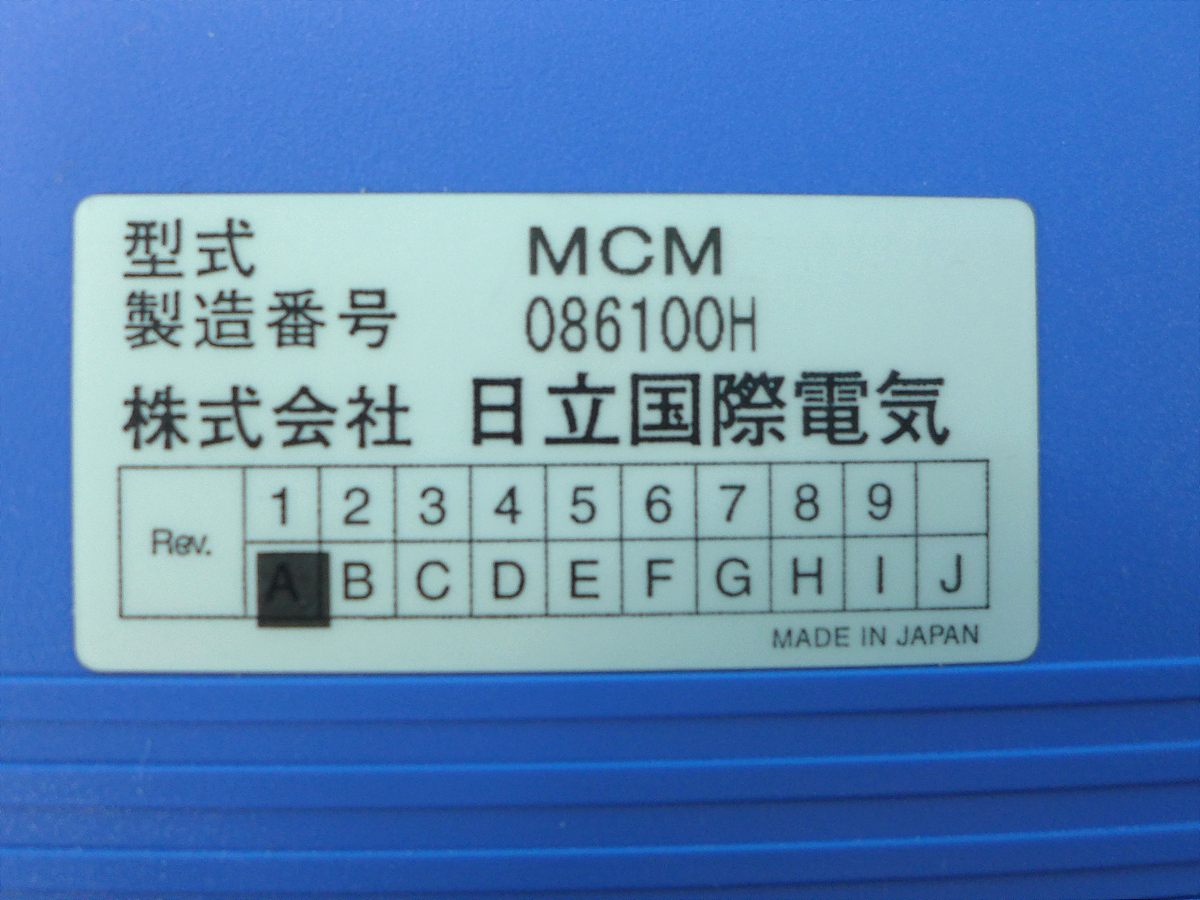 型式 MCM
製造番号 086100H
株式会社 日立国際電気
Rev. 1 2 3 4 5 6 7 8 9
A B C D E F G H I J
MADE IN JAPAN